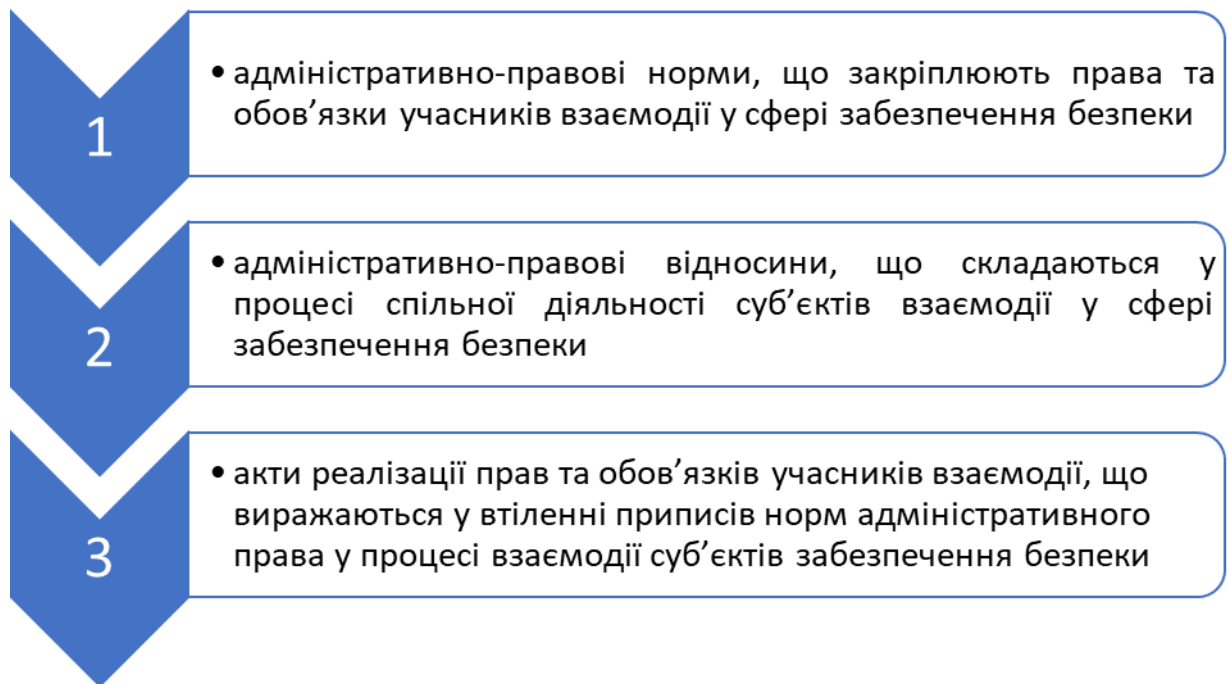 1
• адміністративно-правові норми, що закріплюють права та
обов’язки учасників взаємодії у сфері забезпечення безпеки
2
• адміністративно-правові відносини, що складаються у
процесі спільної діяльності суб’єктів взаємодії у сфері
забезпечення безпеки
3
• акти реалізації прав та обов’язків учасників взаємодії, що
виражаються у втіленні приписів норм адміністративного
права у процесі взаємодії суб’єктів забезпечення безпеки